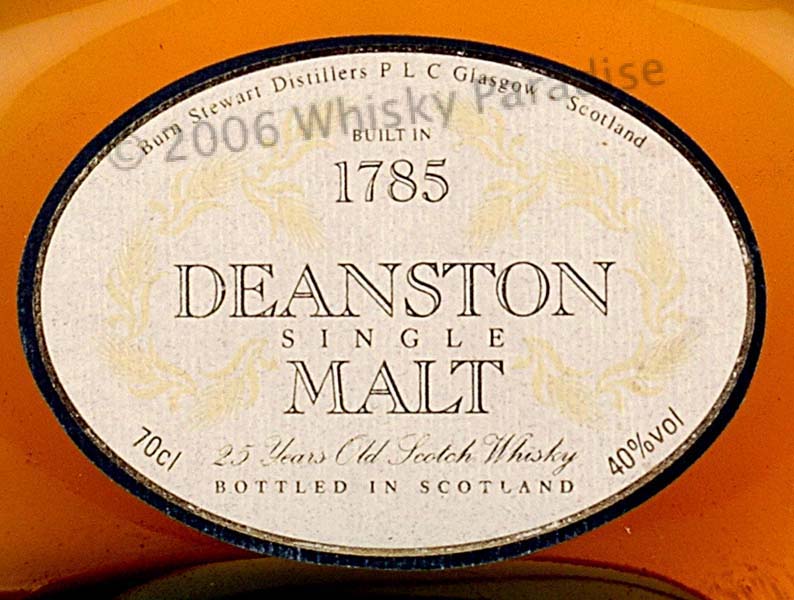 Burn Stewart Distillers PLC Glasgow Scotland
© 2006 Whisky Paradise
BUILT IN
1785
DEANSTON
SINGLE
MALT
25 Years Old Scotch Whisky
70cl
40%vol
BOTTLED IN SCOTLAND